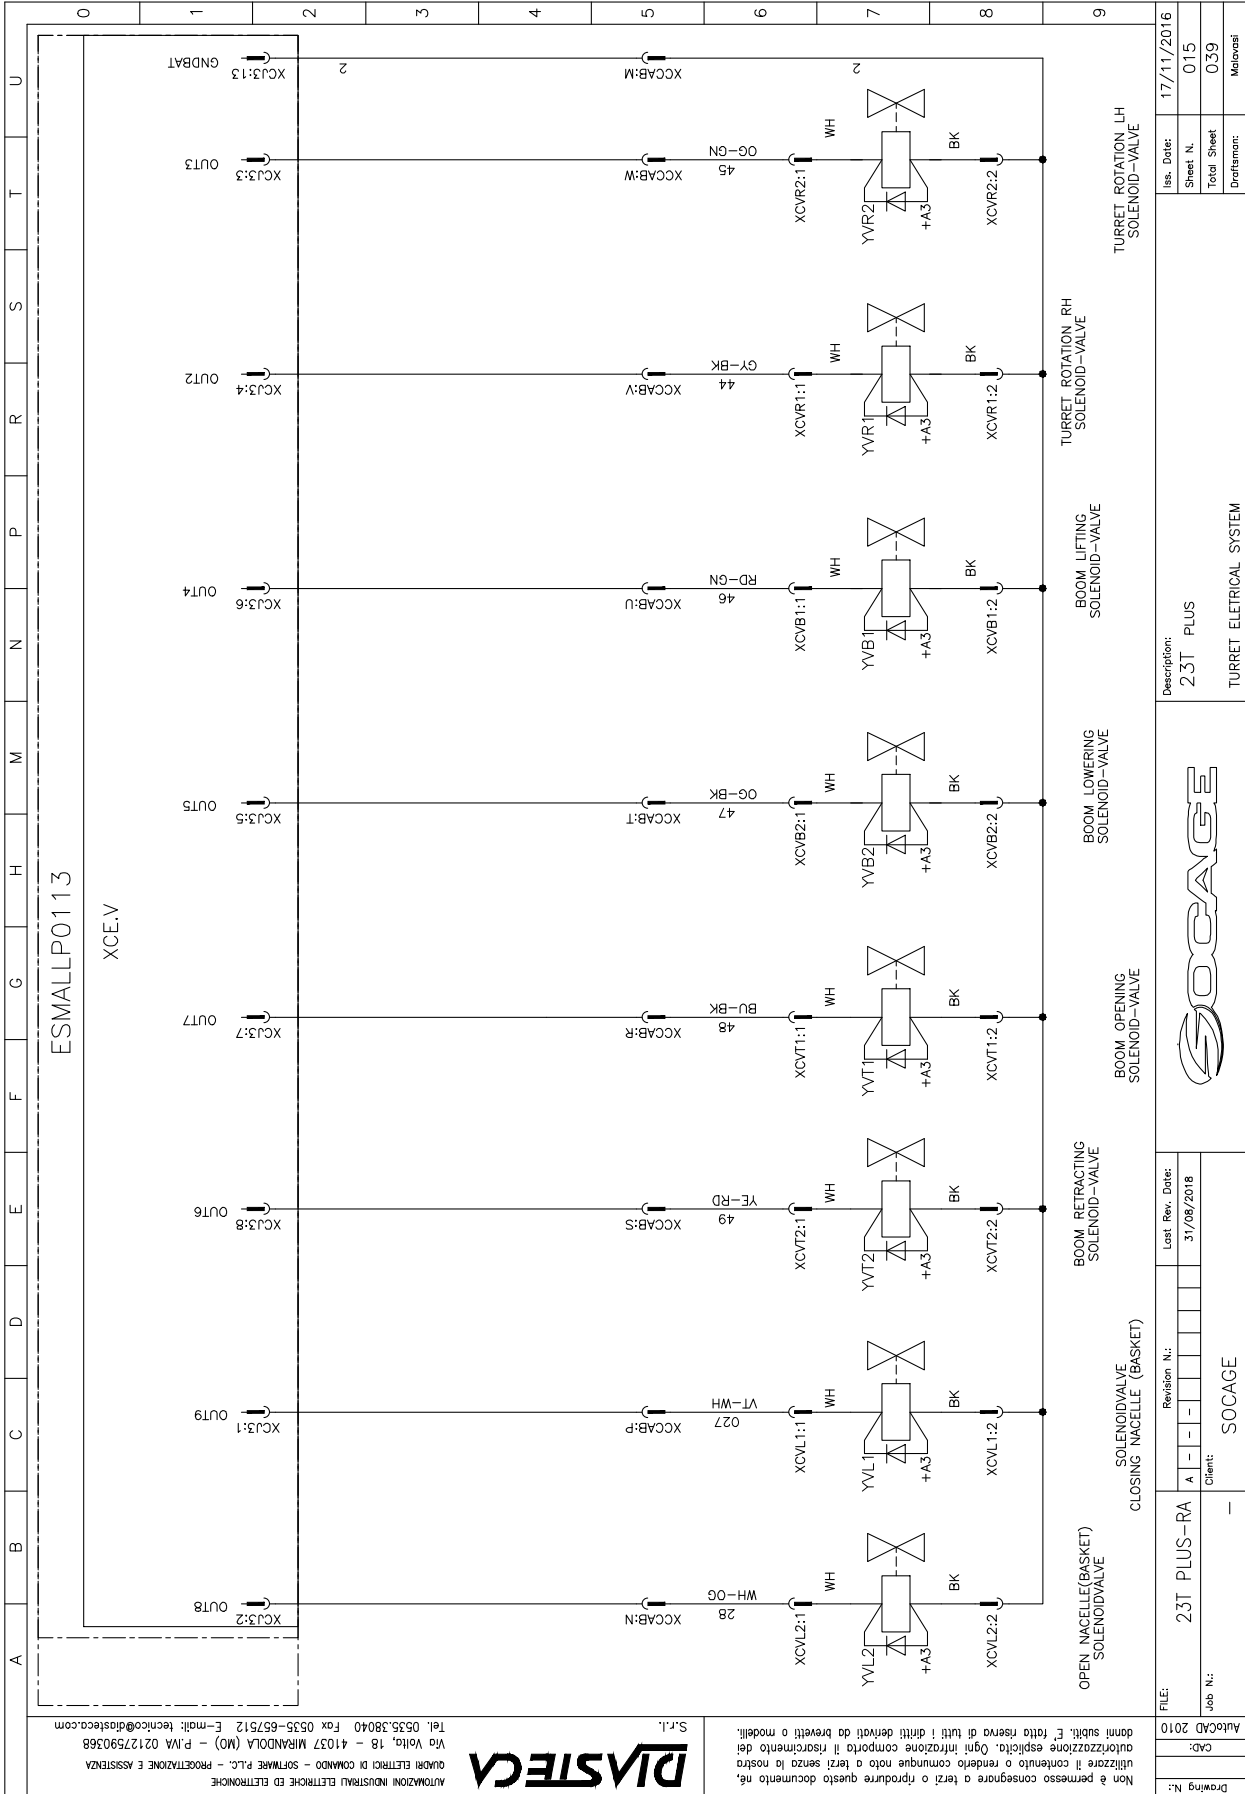 0 1 2 3 4 5 6 7 8 9
A B C D E F G H M N P R S T U
ESMALLP0113
XCE.V
OUT8
XCJ3:2
XCCAB:N
28
WH-OG
XCVL2:1
WH
YVL2
+A3
BK
XCVL2:2
OPEN NACELLE(BASKET)
SOLENOIDVALVE
OUT9
XCJ3:1
XCCAB:P
027
VT-WH
XCVL1:1
WH
YVL1
+A3
BK
XCVL1:2
SOLENOIDVALVE
CLOSING NACELLE (BASKET)
OUT6
XCJ3:8
XCCAB:S
49
YE-RD
XCVT2:1
WH
YVT2
+A3
BK
XCVT2:2
BOOM RETRACTING
SOLENOID-VALVE
OUT7
XCJ3:7
XCCAB:R
48
BU-BK
XCVT1:1
WH
YVT1
+A3
BK
XCVT1:2
BOOM OPENING
SOLENOID-VALVE
OUT5
XCJ3:5
XCCAB:T
47
OG-BK
XCVB2:1
WH
YVB2
+A3
BK
XCVB2:2
BOOM LOWERING
SOLENOID-VALVE
OUT4
XCJ3:6
XCCAB:U
46
RD-GN
XCVB1:1
WH
YVB1
+A3
BK
XCVB1:2
BOOM LIFTING
SOLENOID-VALVE
OUT2
XCJ3:4
XCCAB:V
44
GY-BK
XCVR1:1
WH
YVR1
+A3
BK
XCVR1:2
TURRET ROTATION RH
SOLENOID-VALVE
OUT3
XCJ3:3
XCCAB:W
45
OG-GN
XCVR2:1
WH
YVR2
+A3
BK
XCVR2:2
TURRET ROTATION LH
SOLENOID-VALVE
GNDBAT
XCJ3:13
2
XCCAB:M
2
AUTOMAZIONI INDUSTRIALI ELETTRICHE ED ELETTRONICHE
QUADRI ELETTRICI DI COMANDO - SOFTWARE P.L.C. - PROGETTAZIONE E ASSISTENZA
Via Volta, 18 - 41037 MIRANDOLA (MO) - P.IVA 02127590368
Tel. 0535.38040 Fax 0535-657512 E-mail: tecnico@diasteca.com
DIASTECA
S.r.l.
Non è permesso consegnare a terzi o riprodurre questo documento, nè,
utilizzare il contenuto o renderlo comunque noto a terzi senza la nostra
autorizzazione esplicita. Ogni infrazione comporta il risarcimento dei
danni subiti. E' fatta riserva di tutti i diritti derivati da brevetti o modelli.
Drawing N.:
CAD:
AutoCAD 2010
FILE:
23T PLUS-RA
Job N.:
-
Revision N.:
A - - -
Last Rev. Date:
31/08/2018
Client:
SOCAGE
SOCAGE
Description:
23T PLUS
TURRET ELETRICAL SYSTEM
Iss. Date:
17/11/2016
Sheet N.
015
Total Sheet
039
Draftsman:
Malavasi